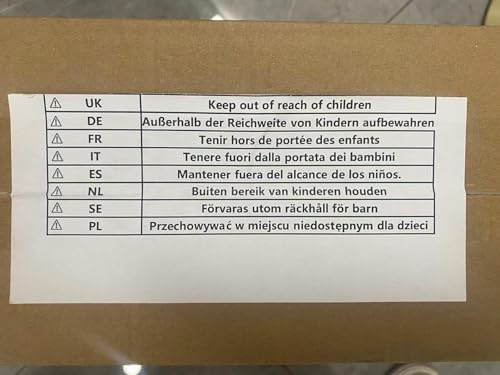 ⚠ UK Keep out of reach of children
⚠ DE Außerhalb der Reichweite von Kindern aufbewahren
⚠ FR Tenir hors de portée des enfants
⚠ IT Tenere fuori dalla portata dei bambini
⚠ ES Mantener fuera del alcance de los niños.
⚠ NL Buiten bereik van kinderen houden
⚠ SE Förvaras utom räckhåll för barn
⚠ PL Przechowywać w miejscu niedostępnym dla dzieci